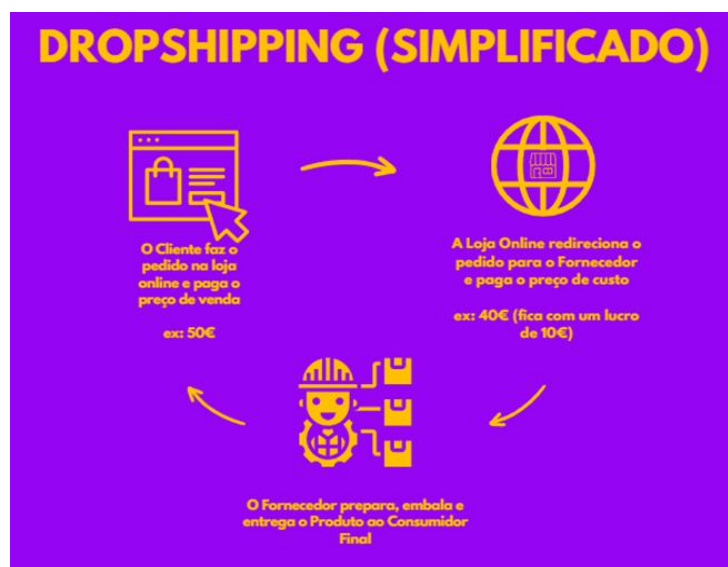 DROPSHIPPING (SIMPLIFICADO)
O Cliente faz o
pedido na loja
online e paga o
preço de venda
ex: 50€
A Loja Online redireciona o
pedido para o Fornecedor
e paga o preço de custo
ex: 40€ (fica com um lucro
de 10€)
O Fornecedor prepara, embala e
entrega o Produto ao Consumidor
Final